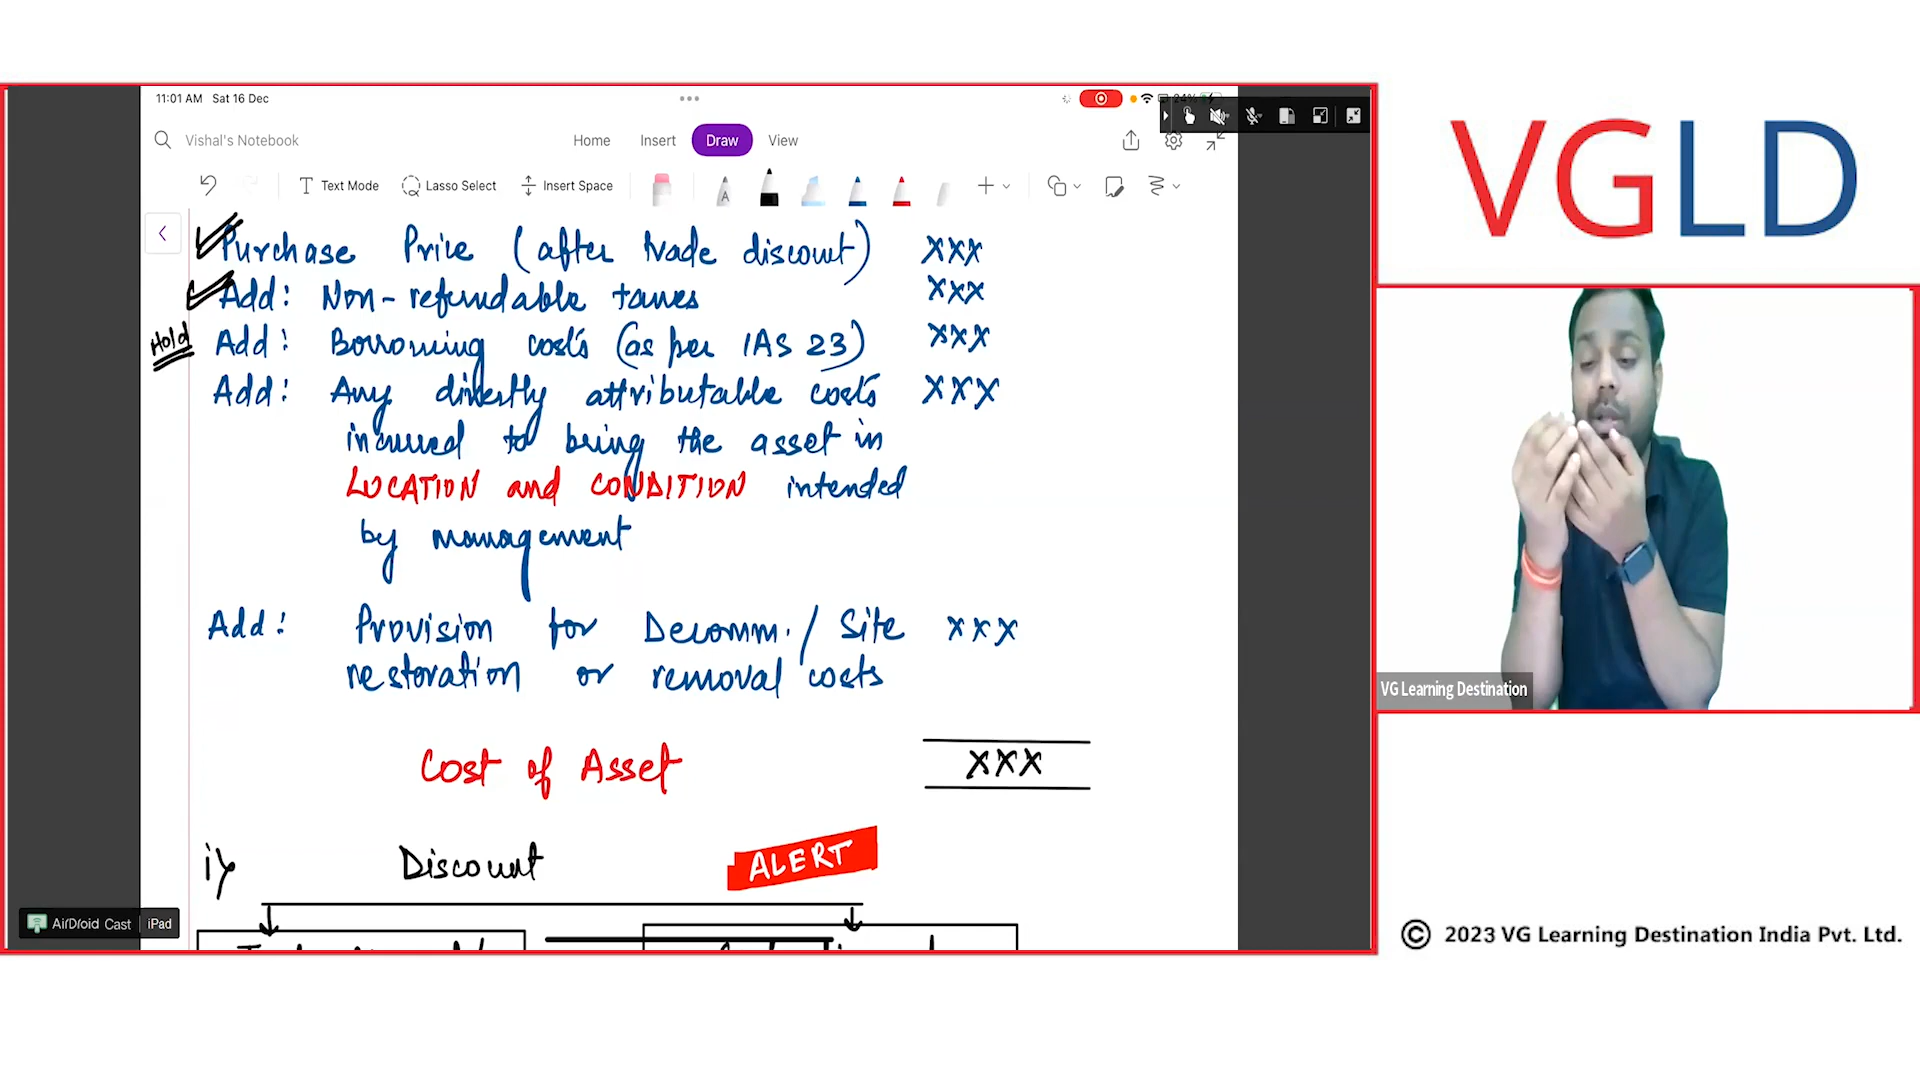 11:01 AM Sat 16 Dec
24%
Vishal's Notebook
Home Insert Draw View
Text Mode Lasso Select Insert Space
Purchase Price (after trade discount) xxx
Add: Non-refundable taxes xxx
Hold Add: Borrowing costs (as per IAS 23) xxx
Add: Any directly attributable costs xxx
incurred to bring the asset in
LOCATION and CONDITION intended
by management
Add: Provision for Decomm. / Site xxx
restoration or removal costs
Cost of Asset xxx
i) Discount ALERT
AirDroid Cast iPad
VGLD
VG Learning Destination
© 2023 VG Learning Destination India Pvt. Ltd.